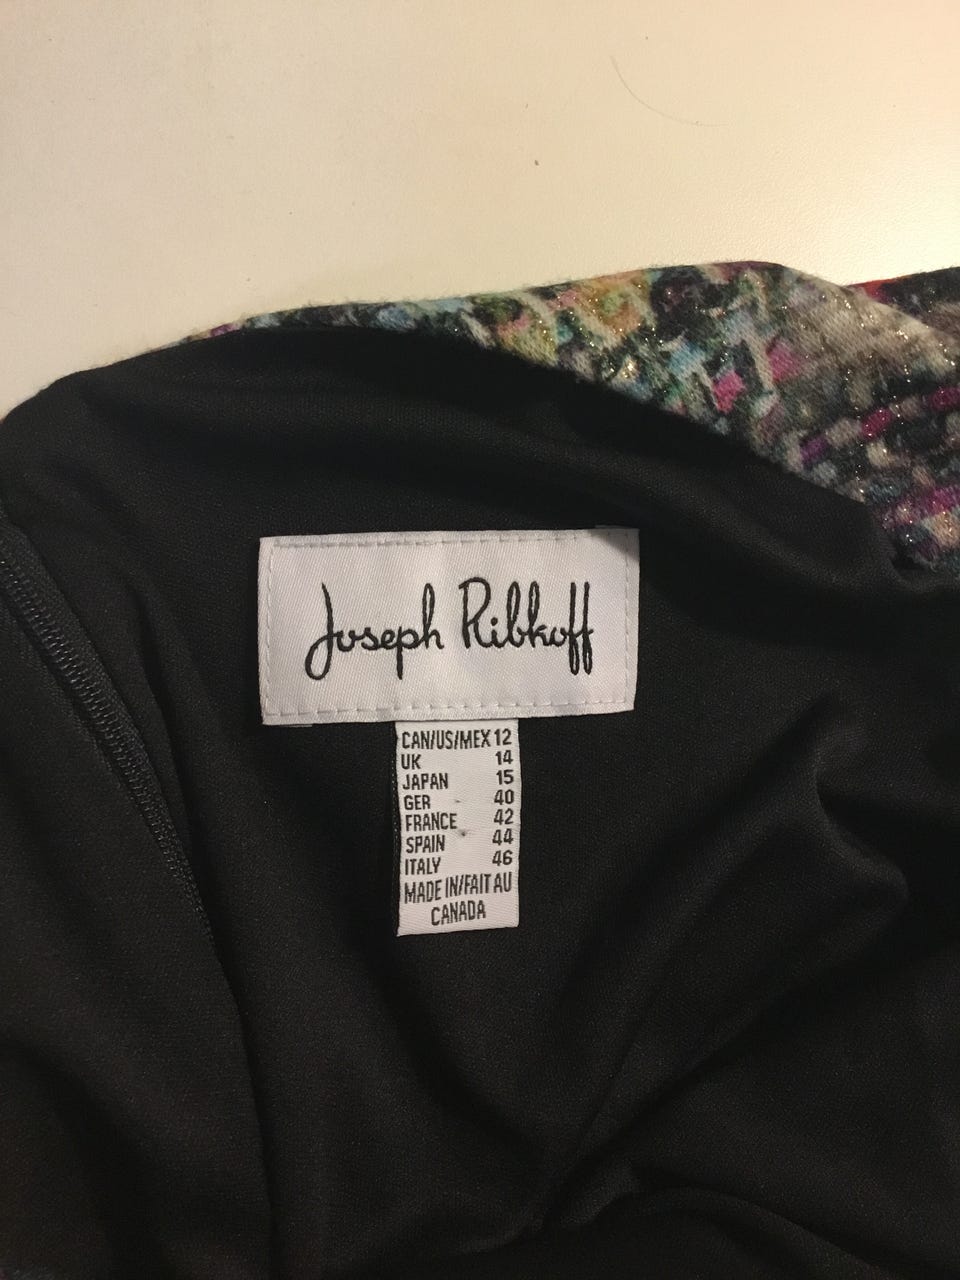 Joseph Ribkoff
CAN/US/MEX 12
UK 14
JAPAN 15
GER 40
FRANCE 42
SPAIN 44
ITALY 46
MADE IN/FAIT AU
CANADA